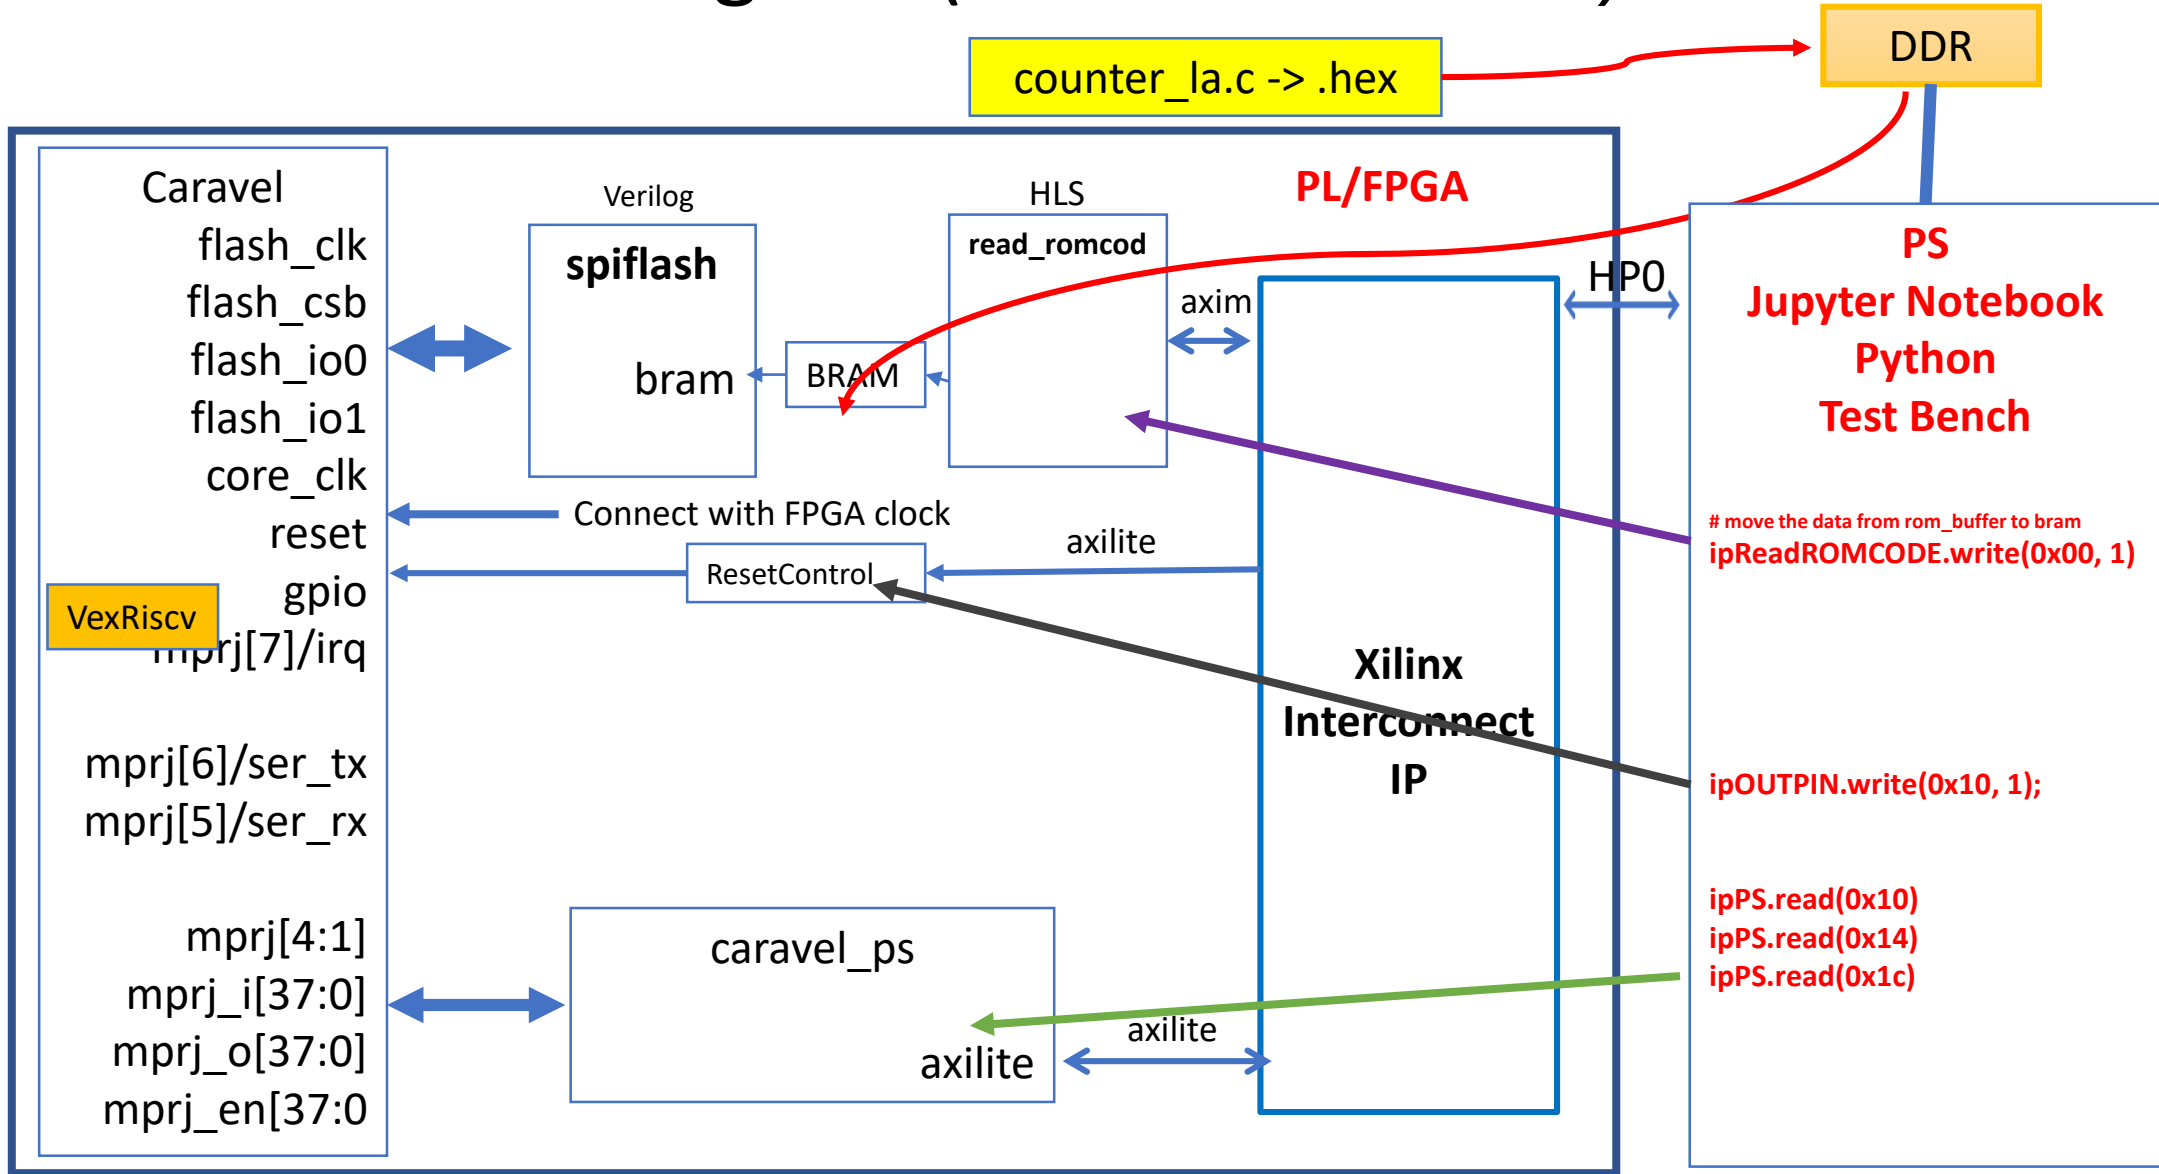 counter_la.c -> .hex
DDR
Caravel
flash_clk
flash_csb
flash_io0
flash_io1
core_clk
reset
gpio
VexRiscv
mprj[7]/irq
mprj[6]/ser_tx
mprj[5]/ser_rx
mprj[4:1]
mprj_i[37:0]
mprj_o[37:0]
mprj_en[37:0
Verilog
spiflash
bram
BRAM
HLS
read_romcod
axim
PL/FPGA
HP0
Connect with FPGA clock
ResetControl
axilite
Xilinx
Interconnect
IP
caravel_ps
axilite
axilite
PS
Jupyter Notebook
Python
Test Bench
# move the data from rom_buffer to bram
ipReadROMCODE.write(0x00, 1)
ipOUTPIN.write(0x10, 1);
ipPS.read(0x10)
ipPS.read(0x14)
ipPS.read(0x1c)